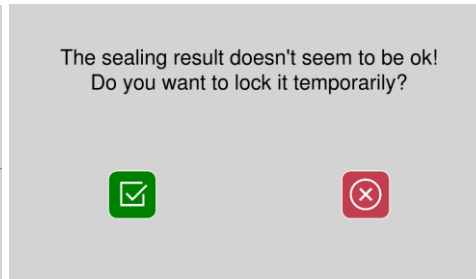 The sealing result doesn't seem to be ok!
Do you want to lock it temporarily?